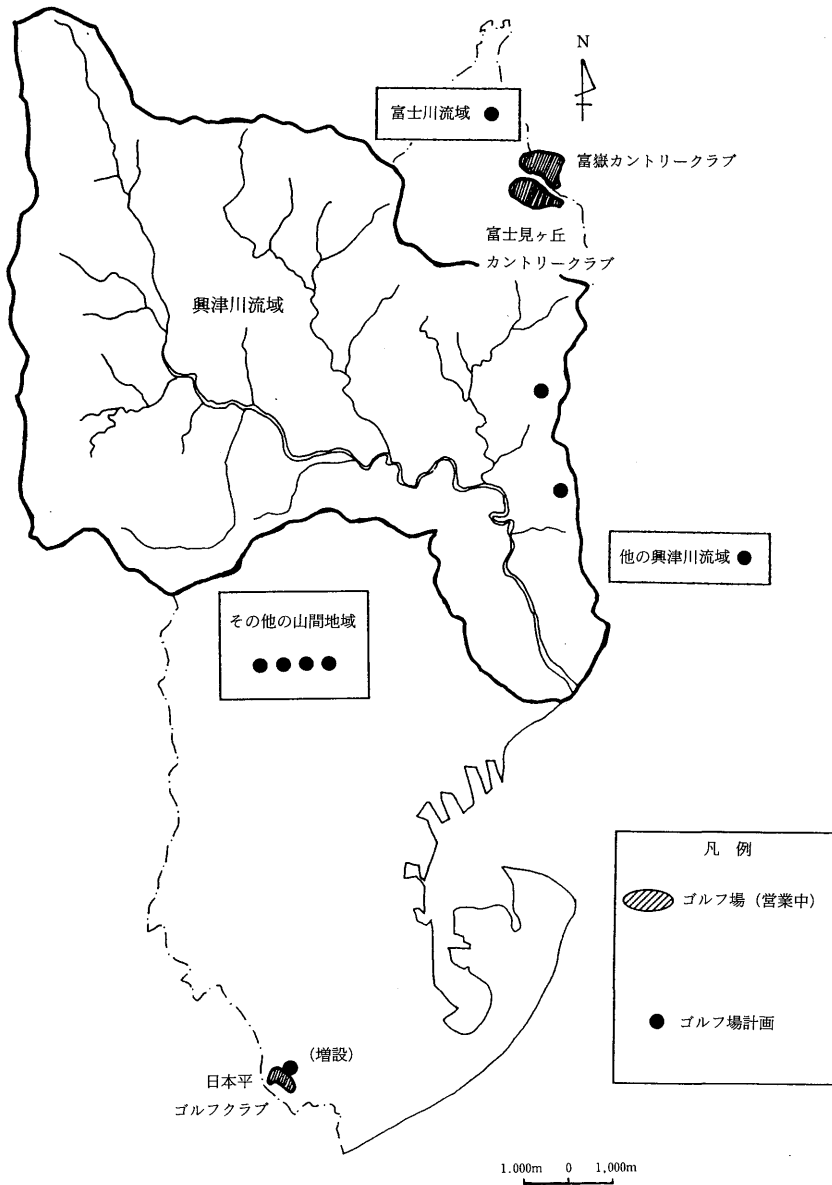 N
富士川流域
富嶽カントリークラブ
富士見ヶ丘
カントリークラブ
興津川流域
他の興津川流域
その他の山間地域
凡 例
ゴルフ場（営業中）
ゴルフ場計画
（増設）
日本平
ゴルフクラブ
1.000m 0 1,000m